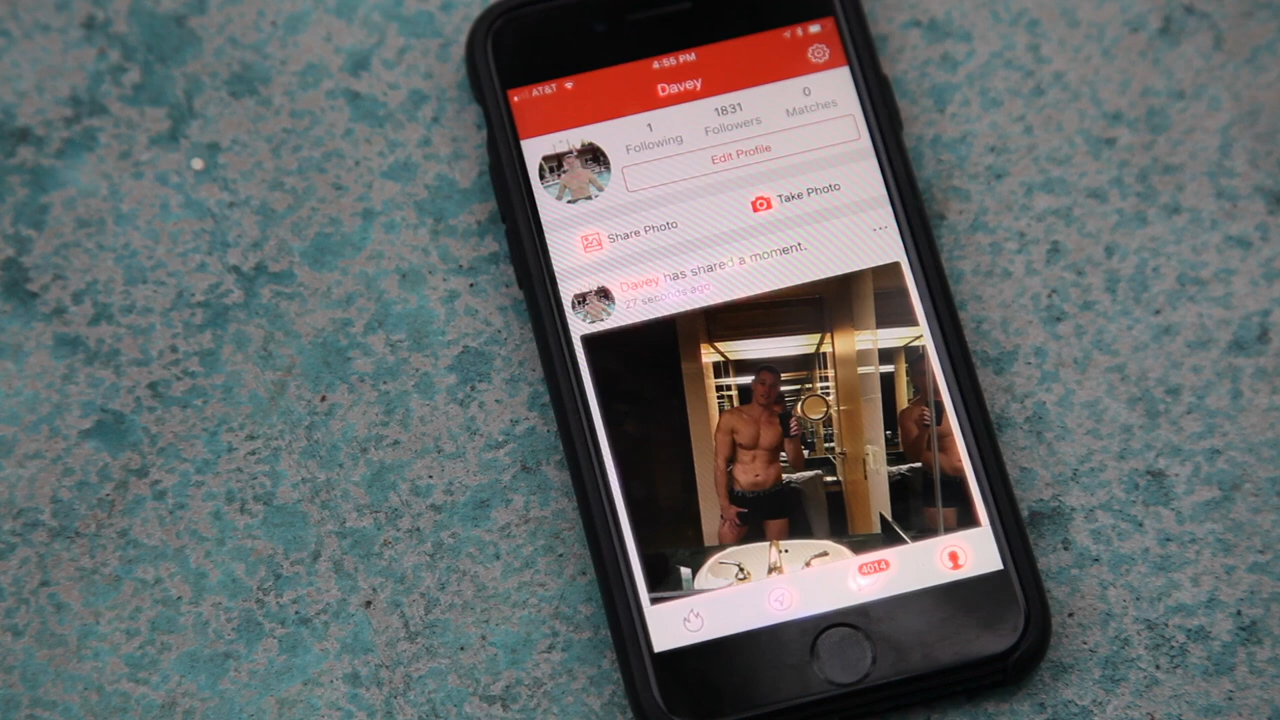 AT&T 4:55 PM
Davey
1 1831 0
Following Followers Matches
Edit Profile
Share Photo Take Photo
Davey has shared a moment.
27 seconds ago
4014